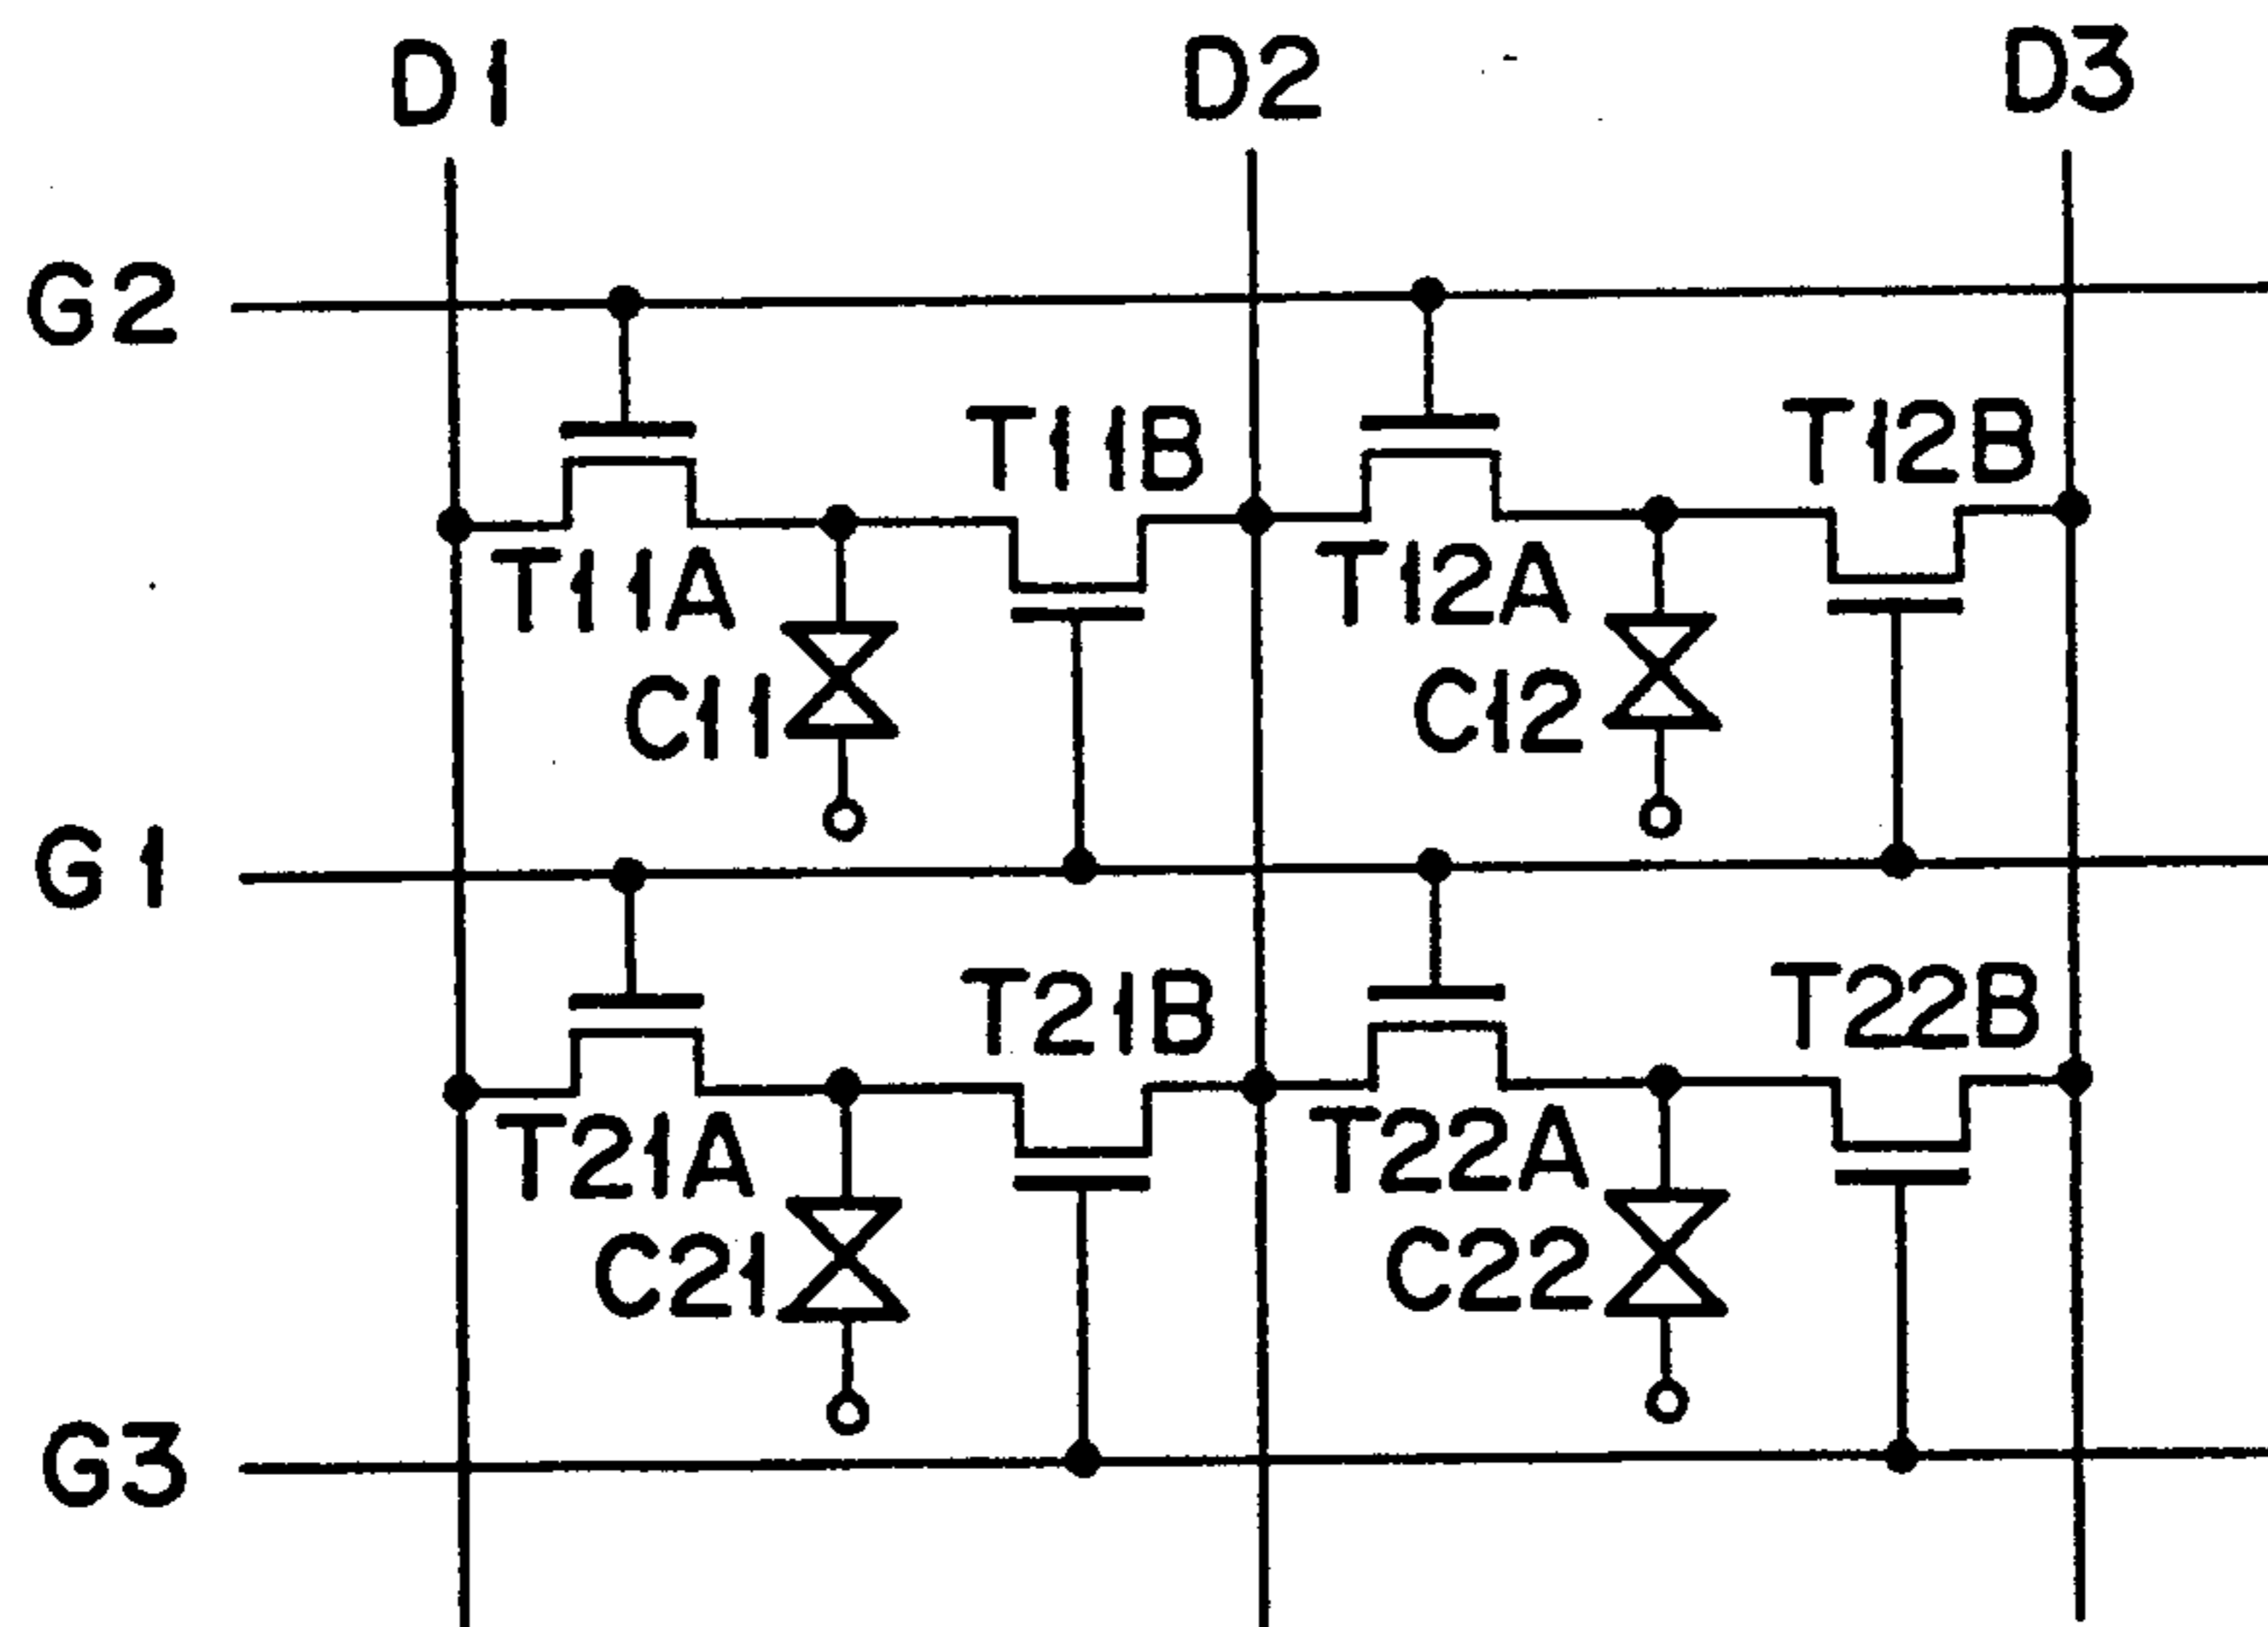 D1 D2 D3
G2
T11B T12B
T11A T12A
C11 C12
G1
T21B T22B
T21A T22A
C21 C22
G3